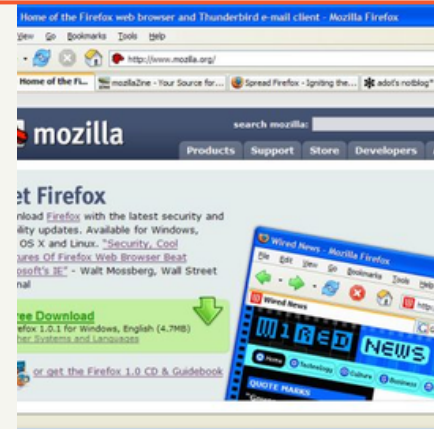 Home of the Firefox web browser and Thunderbird e-mail client - Mozilla Firefox
View Go Bookmarks Tools Help
http://www.mozilla.org/
Home of the Fi... mozillaZine - Your Source for... Spread Firefox - Igniting the... adot's notblog*
mozilla
search mozilla:
Products Support Store Developers
et Firefox
nload Firefox with the latest security and
ility updates. Available for Windows,
OS X and Linux. "Security, Cool
ures Of Firefox Web Browser Beat
osoft's IE" - Walt Mossberg, Wall Street
nal
ree Download
efox 1.0.1 for Windows, English (4.7MB)
her Systems and Languages
or get the Firefox 1.0 CD & Guidebook
Wired News - Mozilla Firefox
File Edit View Go Bookmarks Tools Help
Wired News
WIRED NEWS
Home Technology Culture Business
QUOTE MARKS